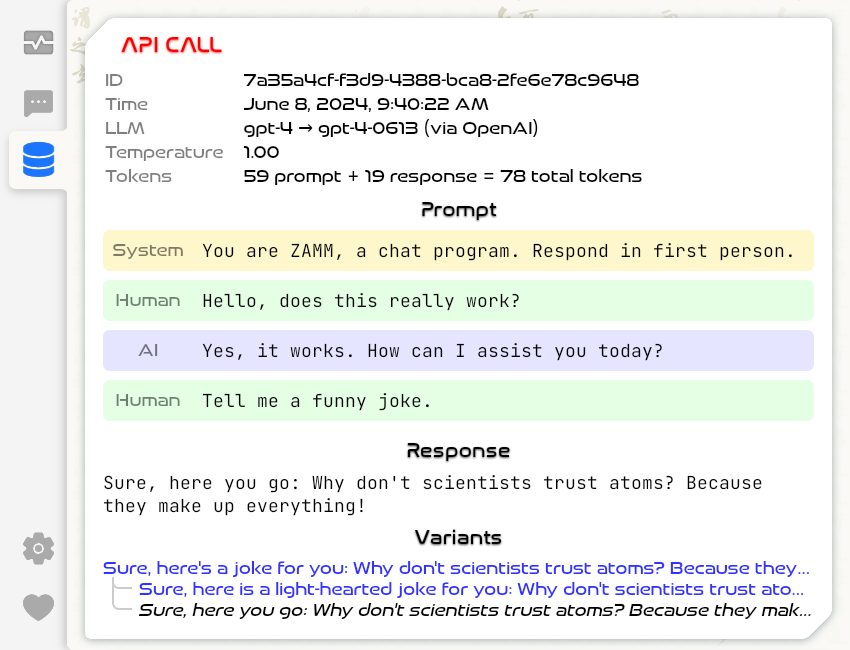 API CALL
ID 7a35a4cf-f3d9-4388-bca8-2fe6e78c9648
Time June 8, 2024, 9:40:22 AM
LLM gpt-4 → gpt-4-0613 (via OpenAI)
Temperature 1.00
Tokens 59 prompt + 19 response = 78 total tokens
Prompt
System You are ZAMM, a chat program. Respond in first person.
Human Hello, does this really work?
AI Yes, it works. How can I assist you today?
Human Tell me a funny joke.
Response
Sure, here you go: Why don't scientists trust atoms? Because
they make up everything!
Variants
Sure, here's a joke for you: Why don't scientists trust atoms? Because they...
Sure, here is a light-hearted joke for you: Why don't scientists trust ato...
Sure, here you go: Why don't scientists trust atoms? Because they mak...